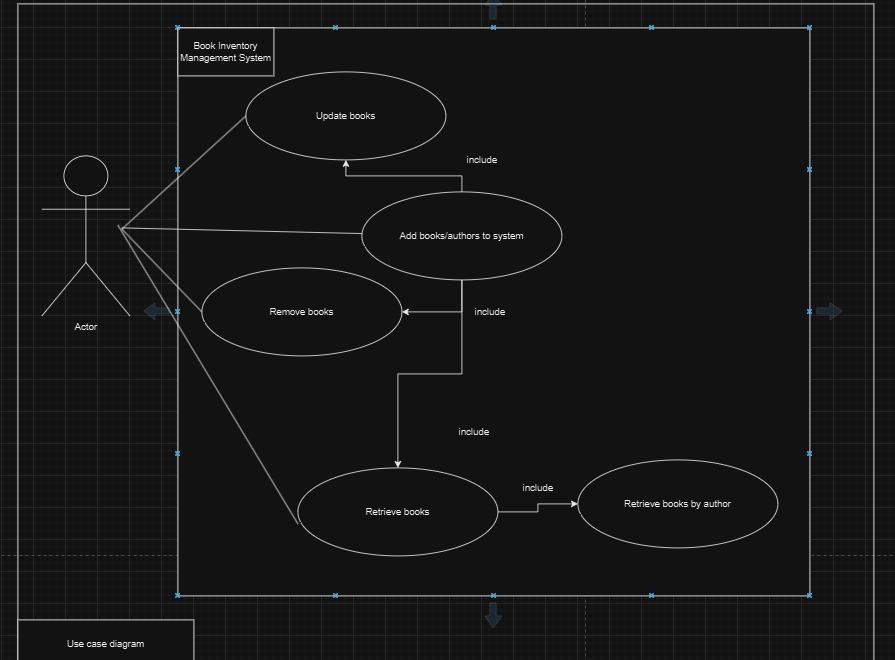 Book Inventory
Management System
Update books
include
Add books/authors to system
Remove books
include
Actor
include
include
Retrieve books
Retrieve books by author
Use case diagram